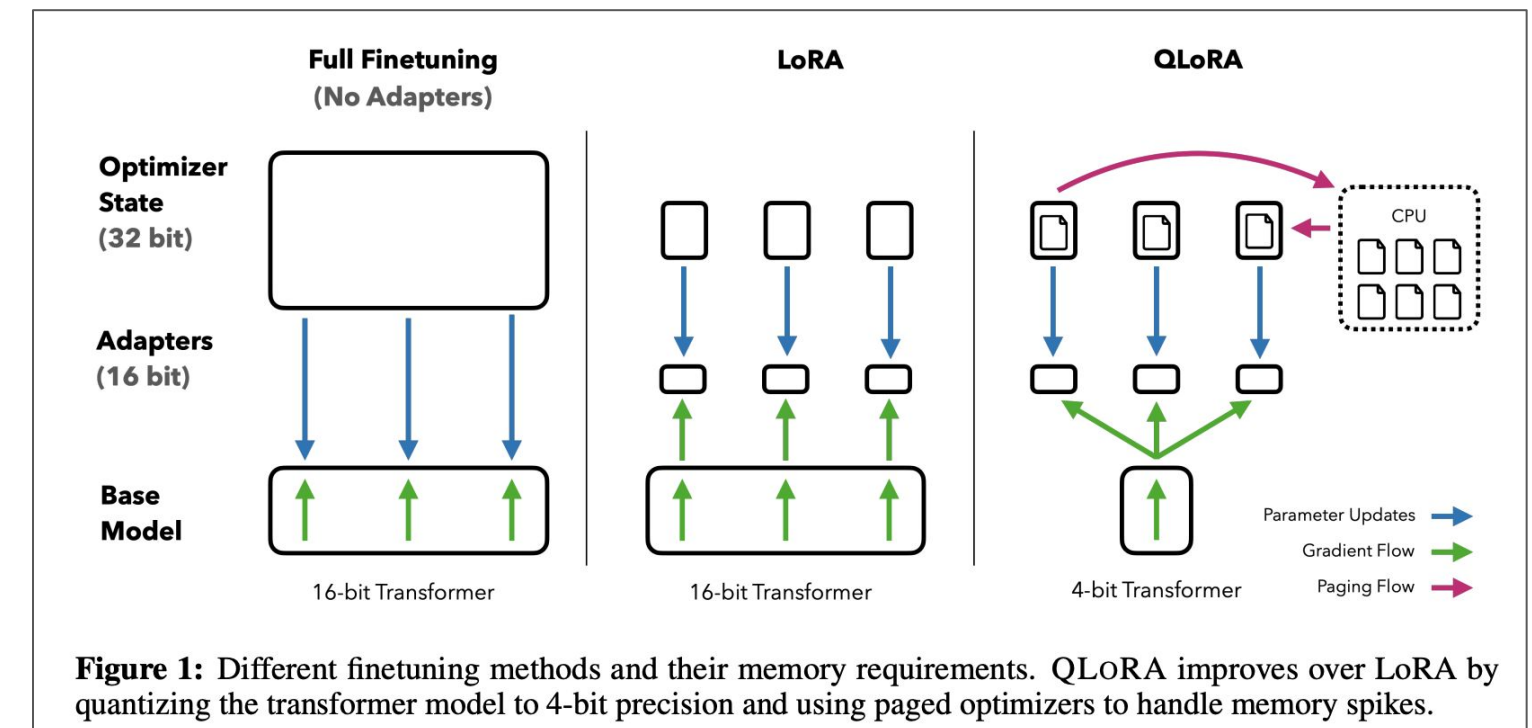 Full Finetuning
(No Adapters)
LoRA
QLoRA
Optimizer
State
(32 bit)
CPU
Adapters
(16 bit)
Base
Model
Parameter Updates
Gradient Flow
Paging Flow
16-bit Transformer
16-bit Transformer
4-bit Transformer
Figure 1: Different finetuning methods and their memory requirements. QLORA improves over LoRA by
quantizing the transformer model to 4-bit precision and using paged optimizers to handle memory spikes.